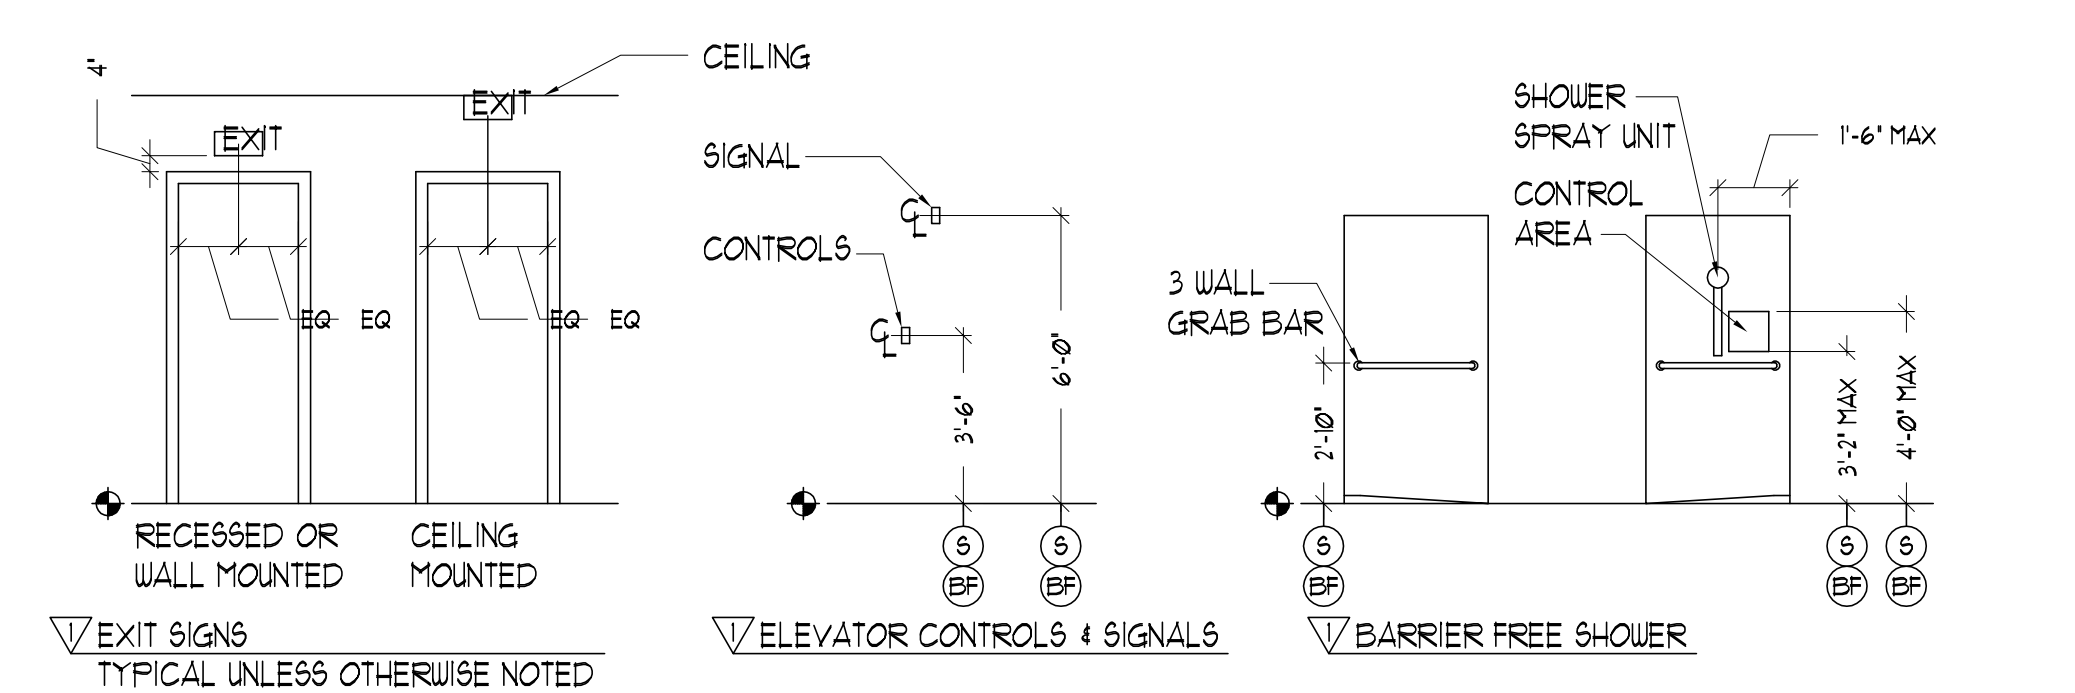 4"
EXIT
EXIT
CEILING
EQ EQ
EQ EQ
RECESSED OR
WALL MOUNTED
CEILING
MOUNTED
1 EXIT SIGNS
TYPICAL UNLESS OTHERWISE NOTED
SIGNAL
CL
CONTROLS
CL
3'-6"
6'-0"
S
BF
S
BF
1 ELEVATOR CONTROLS & SIGNALS
SHOWER
SPRAY UNIT
1'-6" MAX
CONTROL
AREA
3 WALL
GRAB BAR
2'-10"
3'-2" MAX
4'-0" MAX
S
BF
S
BF
S
BF
1 BARRIER FREE SHOWER